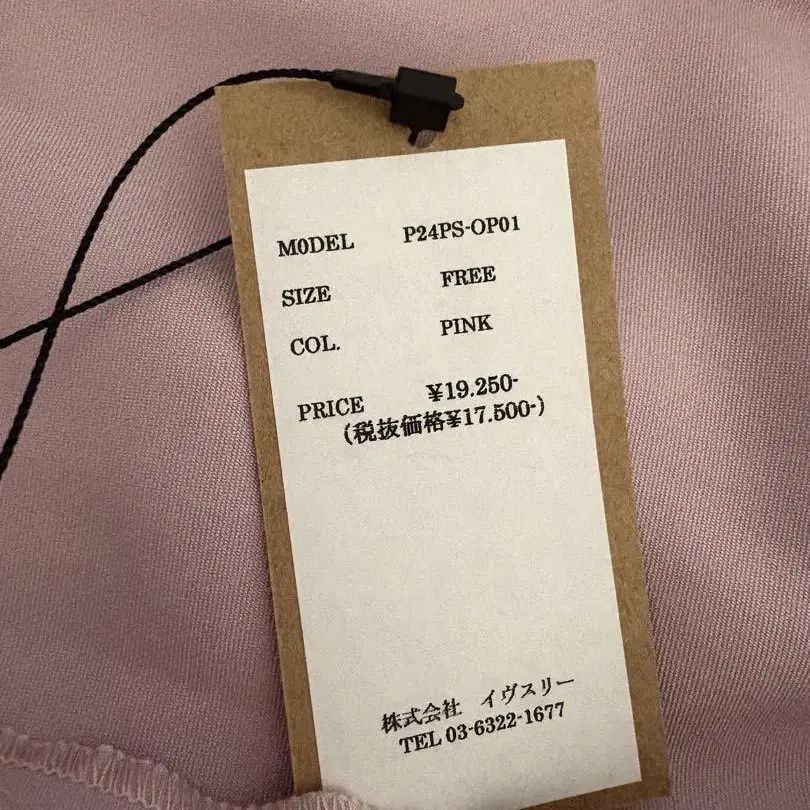 M0DEL P24PS-OP01
SIZE FREE
COL. PINK
PRICE ¥19.250-
(税抜価格¥17.500-)
株式会社 イヴスリー
TEL 03-6322-1677